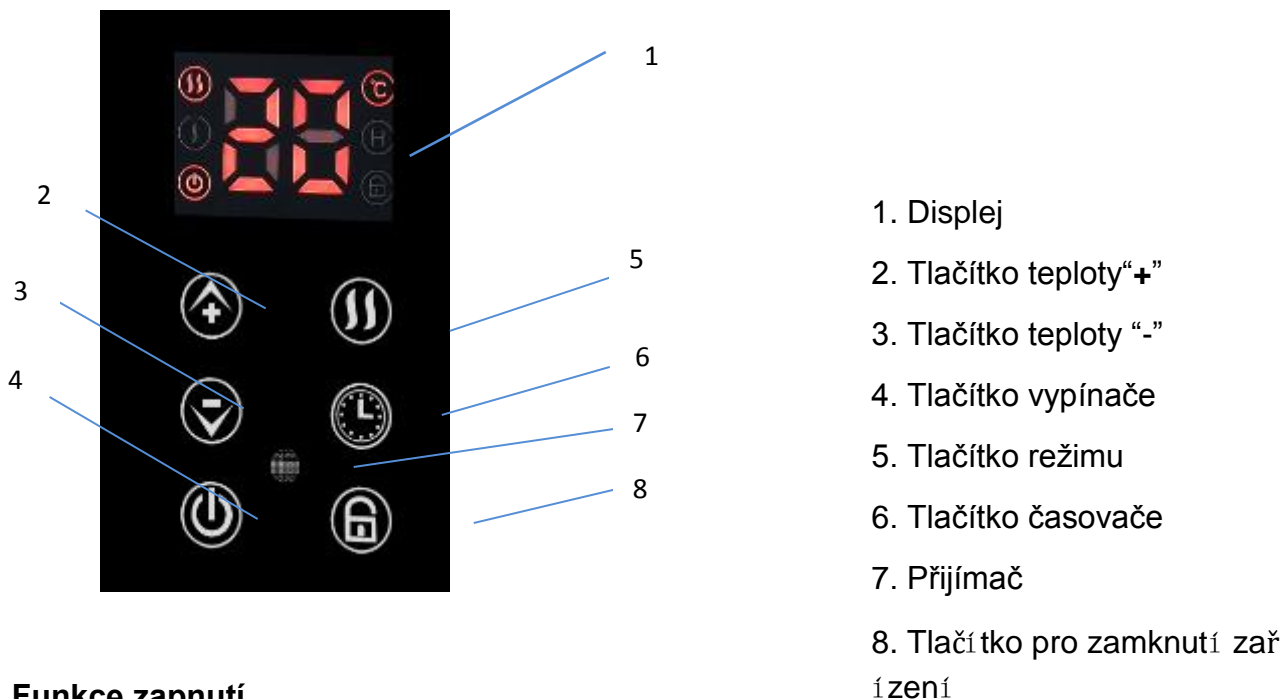 1
20
°C
H
2
5
3
6
4
7
8
1. Displej
2. Tlačítko teploty“+”
3. Tlačítko teploty “-”
4. Tlačítko vypínače
5. Tlačítko režimu
6. Tlačítko časovače
7. Přijímač
8. Tlačítko pro zamknutí zař
ízení
Funkce zapnutí